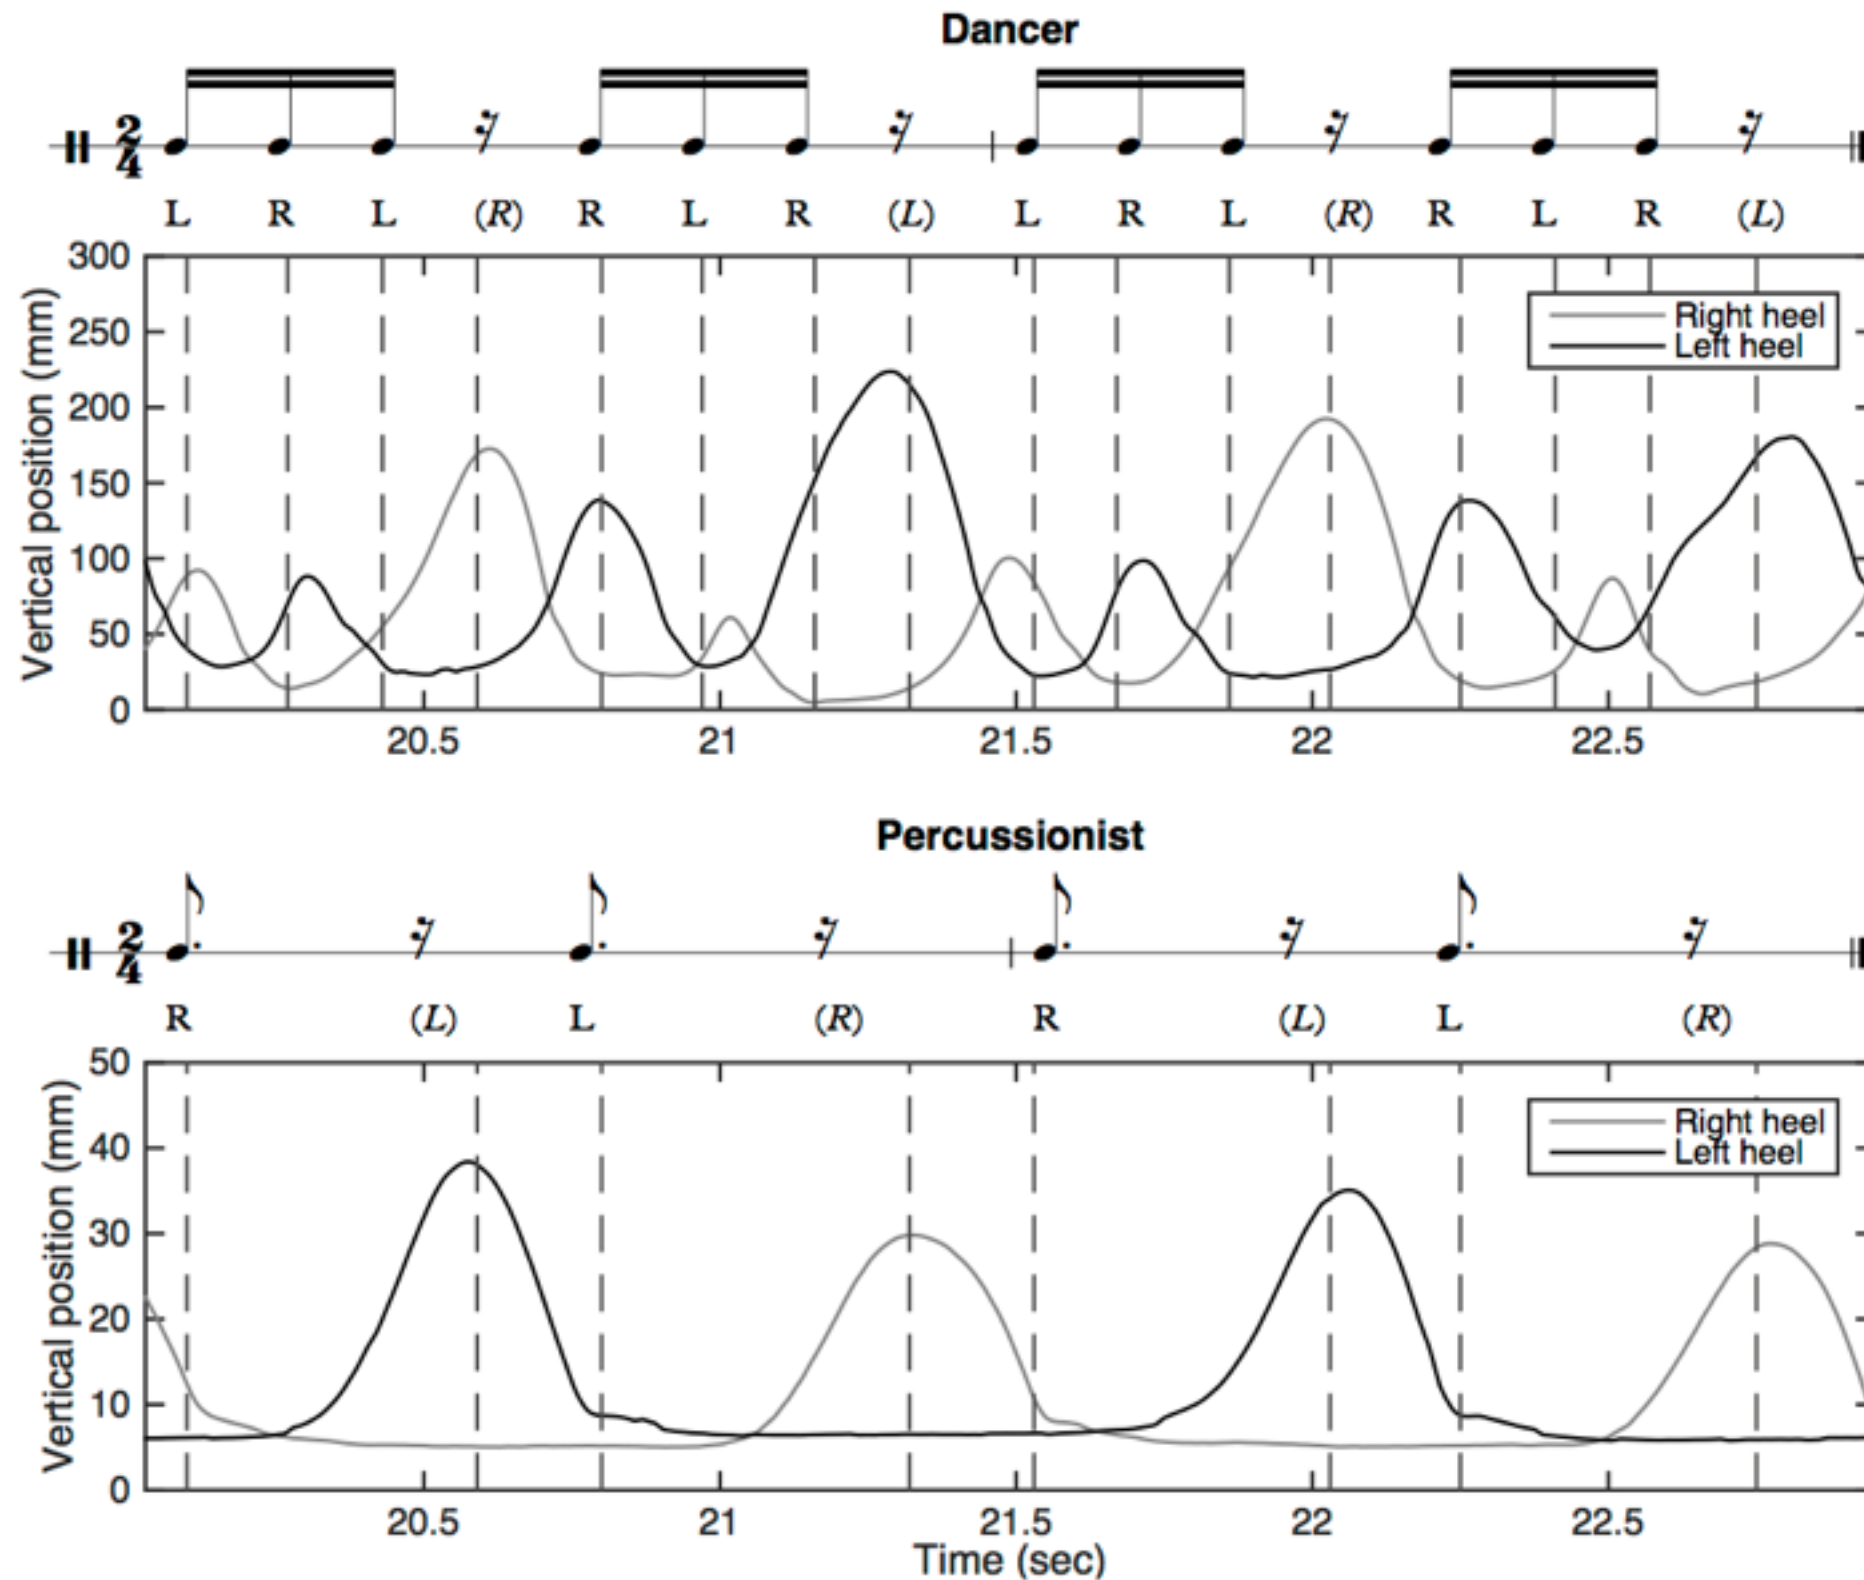 Dancer
2
4
L R L (R) R L R (L) L R L (R) R L R (L)
Vertical position (mm)
300
250
200
150
100
50
0
Right heel
Left heel
20.5 21 21.5 22 22.5
Percussionist
2
4
R (L) L (R) R (L) L (R)
Vertical position (mm)
50
40
30
20
10
0
Right heel
Left heel
20.5 21 21.5 22 22.5
Time (sec)